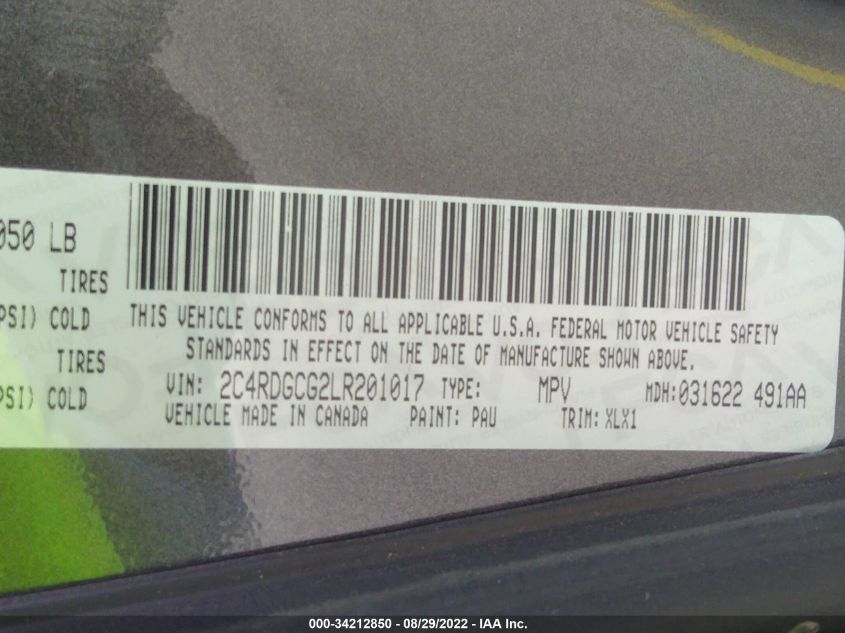 050 LB
TIRES
PSI) COLD
TIRES
PSI) COLD
THIS VEHICLE CONFORMS TO ALL APPLICABLE U.S.A. FEDERAL MOTOR VEHICLE SAFETY
STANDARDS IN EFFECT ON THE DATE OF MANUFACTURE SHOWN ABOVE.
VIN: 2C4RDGCG2LR201017 TYPE: MPV MDH:031622 491AA
VEHICLE MADE IN CANADA PAINT: PAU TRIM: XLX1
000-34212850 - 08/29/2022 - IAA Inc.